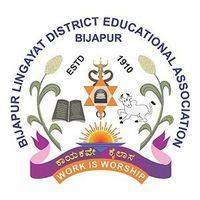 BIJAPUR LINGAYAT DISTRICT EDUCATIONAL ASSOCIATION
BIJAPUR
ESTD 1910
ಕಾಯಕವೇ ಕೈಲಾಸ
WORK IS WORSHIP